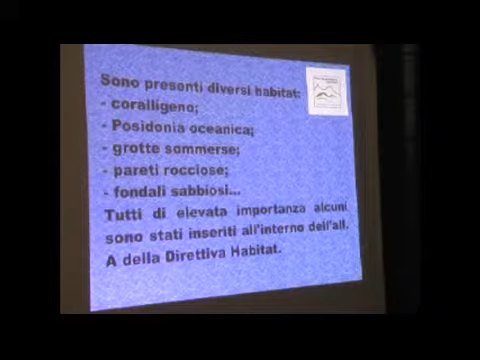 Sono presenti diversi habitat:
- coralligeno;
- Posidonia oceanica;
- grotte sommerse;
- pareti rocciose;
- fondali sabbiosi...
Tutti di elevata importanza alcuni
sono stati inseriti all'interno dell'all.
A della Direttiva Habitat.